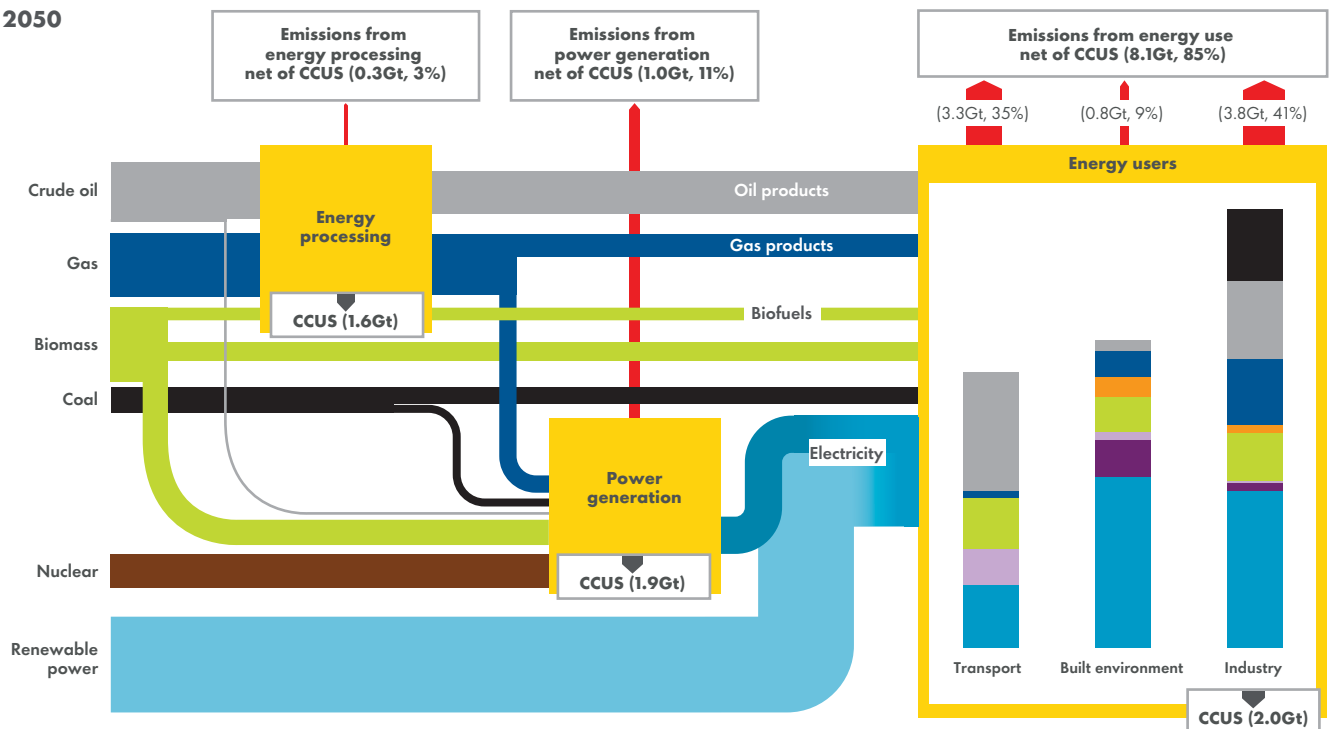 2050
Emissions from
energy processing
net of CCUS (0.3Gt, 3%)
Emissions from
power generation
net of CCUS (1.0Gt, 11%)
Emissions from energy use
net of CCUS (8.1Gt, 85%)
(3.3Gt, 35%)
(0.8Gt, 9%)
(3.8Gt, 41%)
Energy users
Crude oil
Energy
processing
Oil products
Gas
Gas products
CCUS (1.6Gt)
Biofuels
Biomass
Coal
Electricity
Power
generation
Nuclear
CCUS (1.9Gt)
Renewable
power
Transport
Built environment
Industry
CCUS (2.0Gt)